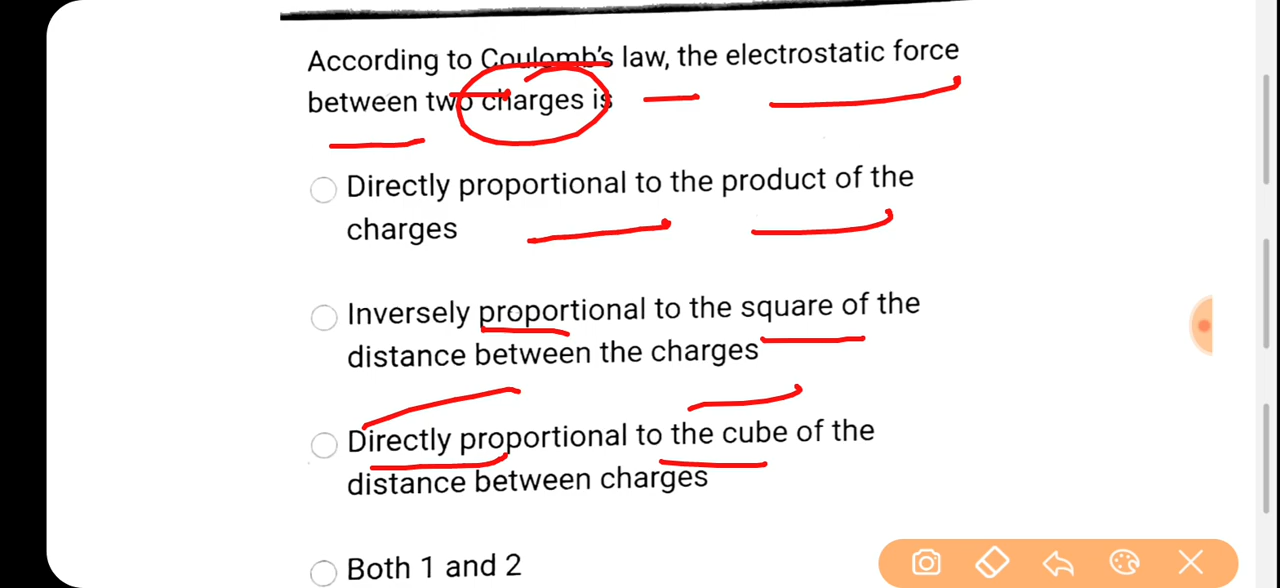 According to Coulomb's law, the electrostatic force
between two charges is
Directly proportional to the product of the
charges
Inversely proportional to the square of the
distance between the charges
Directly proportional to the cube of the
distance between charges
Both 1 and 2